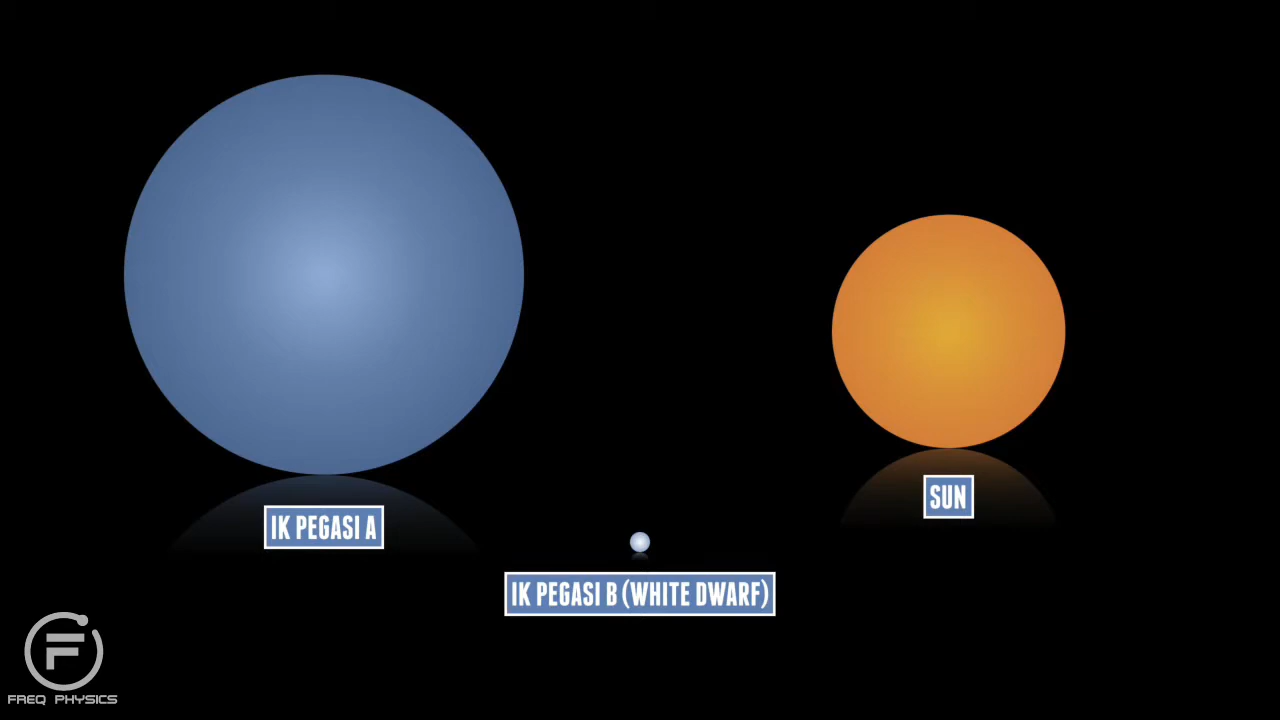 IK PEGASI A
SUN
IK PEGASI B (WHITE DWARF)
F
FREQ PHYSICS